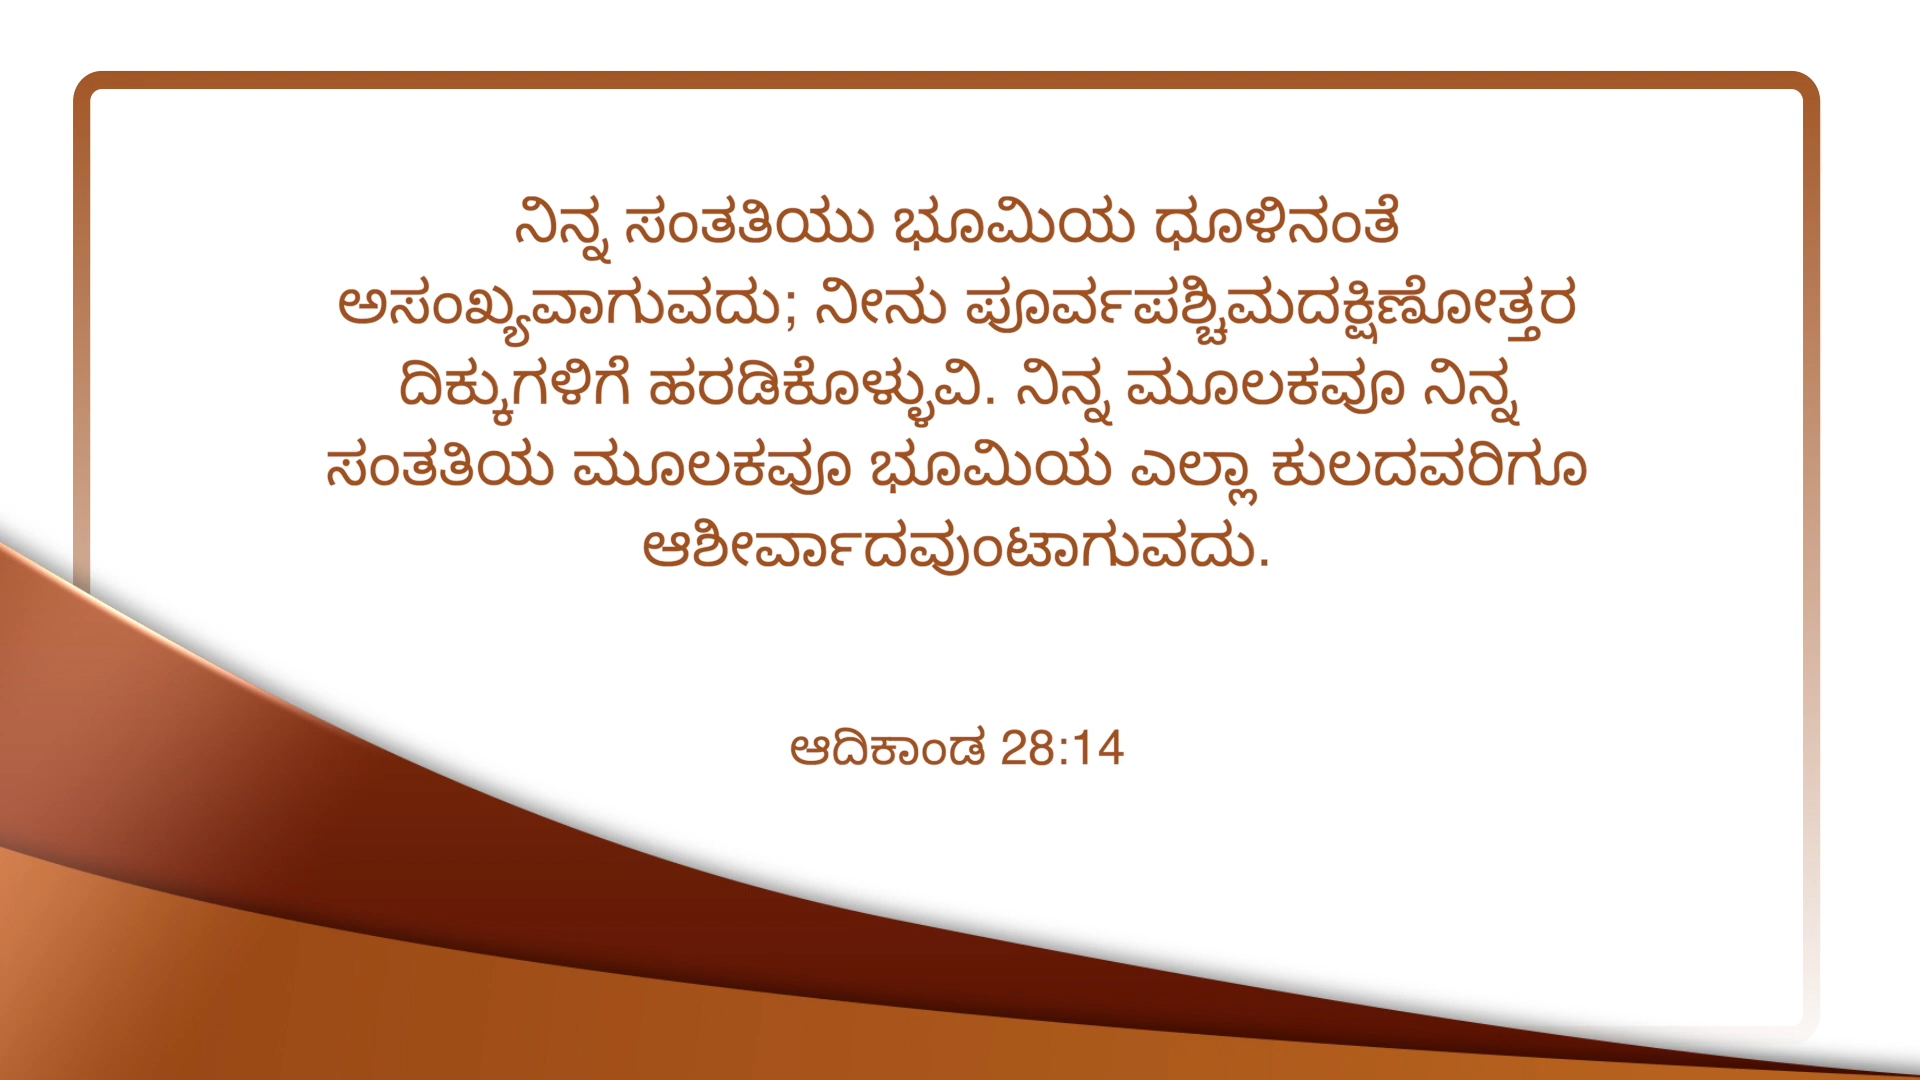 ನಿನ್ನ ಸಂತತಿಯು ಭೂಮಿಯ ಧೂಳಿನಂತೆ
ಅಸಂಖ್ಯವಾಗುವದು; ನೀನು ಪೂರ್ವಪಶ್ಚಿಮದಕ್ಷಿಣೋತ್ತರ
ದಿಕ್ಕುಗಳಿಗೆ ಹರಡಿಕೊಳ್ಳುವಿ. ನಿನ್ನ ಮೂಲಕವೂ ನಿನ್ನ
ಸಂತತಿಯ ಮೂಲಕವೂ ಭೂಮಿಯ ಎಲ್ಲಾ ಕುಲದವರಿಗೂ
ಆಶೀರ್ವಾದವುಂಟಾಗುವದು.
ಆದಿಕಾಂಡ 28:14